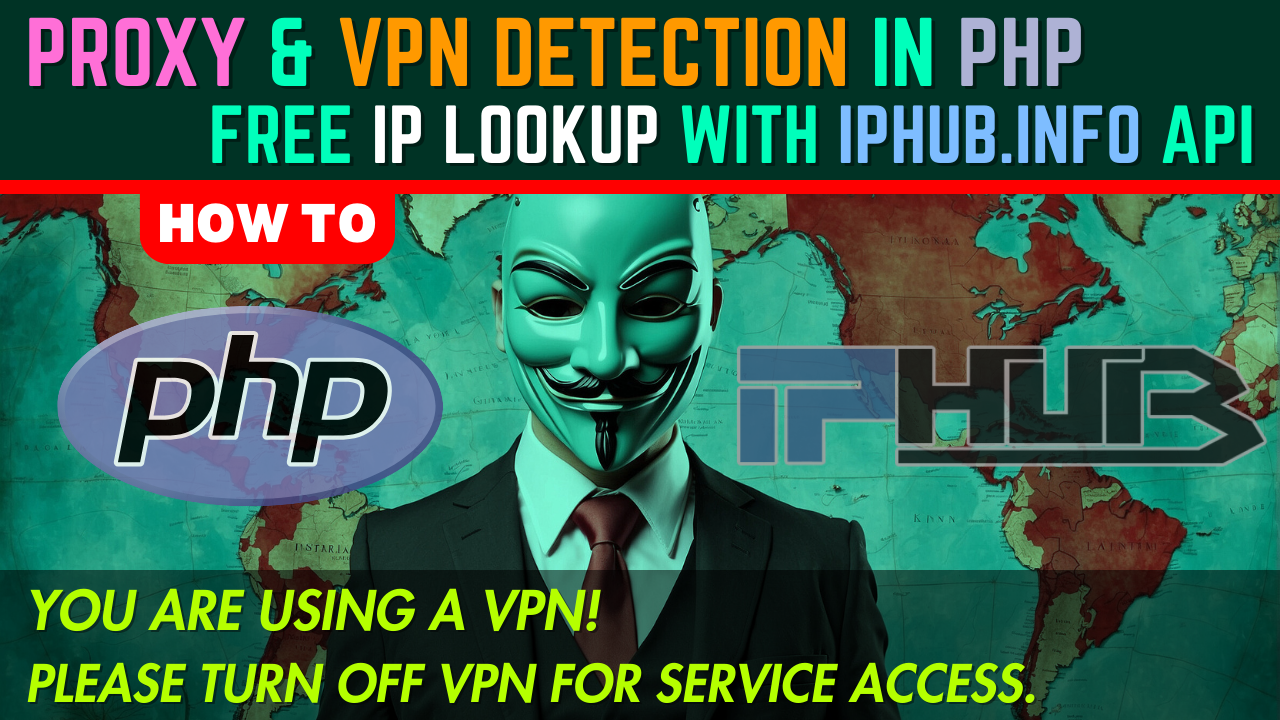 PROXY & VPN DETECTION IN PHP
FREE IP LOOKUP WITH IPHUB.INFO API
HOW TO
php
IPHUB
YOU ARE USING A VPN!
PLEASE TURN OFF VPN FOR SERVICE ACCESS.